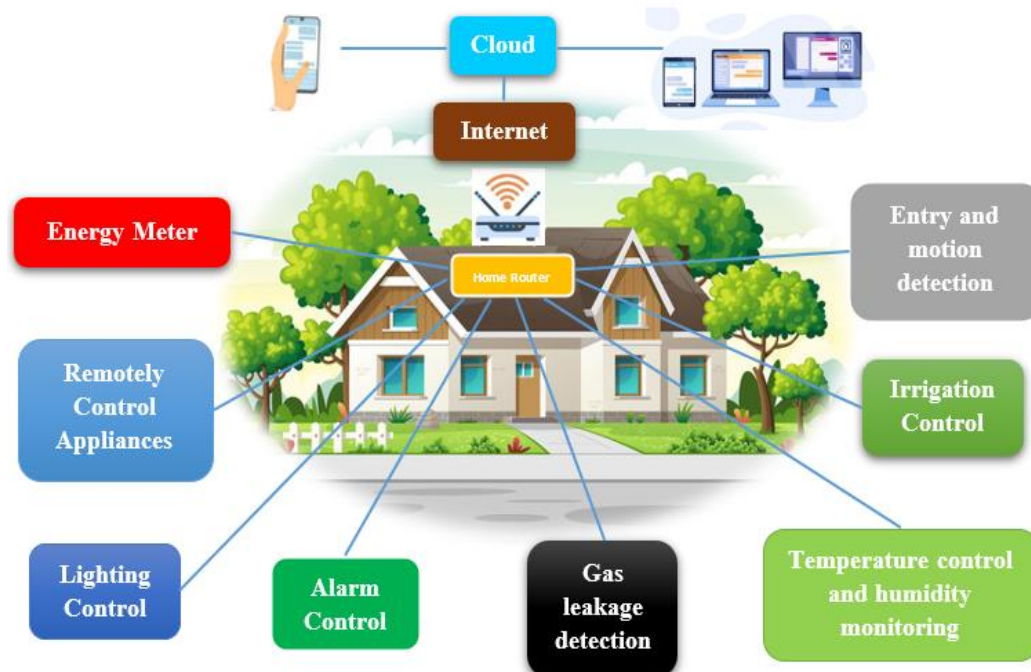 Cloud
Internet
Energy Meter
Home Router
Entry and
motion
detection
Remotely
Control
Appliances
Irrigation
Control
Lighting
Control
Alarm
Control
Gas
leakage
detection
Temperature control
and humidity
monitoring